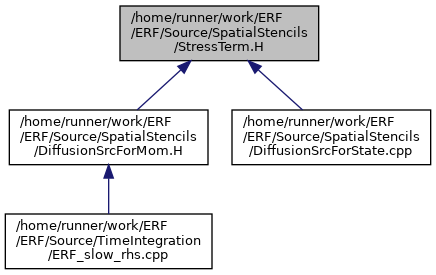 /home/runner/work/ERF
/ERF/Source/SpatialStencils
/StressTerm.H
/home/runner/work/ERF
/ERF/Source/SpatialStencils
/DiffusionSrcForMom.H
/home/runner/work/ERF
/ERF/Source/SpatialStencils
/DiffusionSrcForState.cpp
/home/runner/work/ERF
/ERF/Source/TimeIntegration
/ERF_slow_rhs.cpp